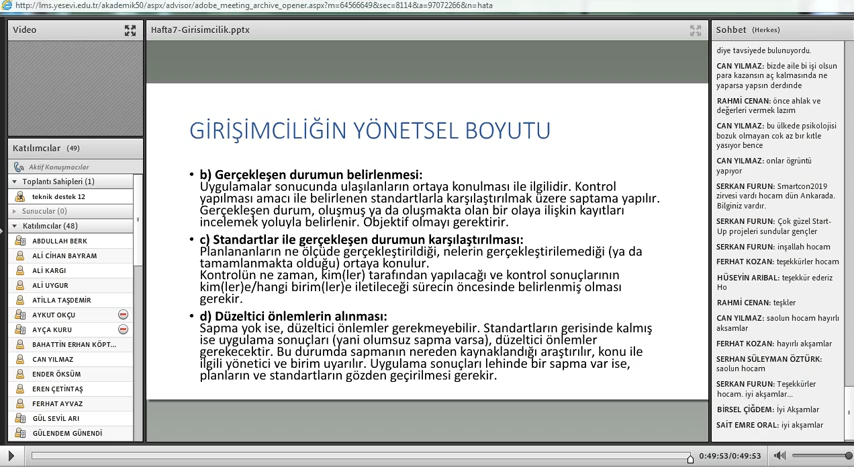 http://lms.yesevi.edu.tr/akademik50/aspx/advisor/adobe_meeting_archive_opener.aspx?m=64566649&sec=8114&a=97072266&n=hata
Video
Katılımcılar (49)
Aktif Konuşmacılar
Toplantı Sahipleri (1)
teknik destek 12
Sunucular (0)
Katılımcılar (48)
ABDULLAH BERK
ALİ CİHAN BAYRAM
ALİ KARGI
ALİ UYGUR
ATİLLA TAŞDEMİR
AYKUT OKÇU
AYÇA KURU
BAHATTİN ERHAN KÖPT...
CAN YILMAZ
ENDER ÖKSÜM
EREN ÇETİNTAŞ
FERHAT AYVAZ
GÜL SEVİL ARI
GÜLENDEM GÜNENDİ
Hafta7-Girisimcilik.pptx
GİRİŞİMCİLİĞİN YÖNETSEL BOYUTU
• b) Gerçekleşen durumun belirlenmesi:
Uygulamalar sonucunda ulaşılanların ortaya konulması ile ilgilidir. Kontrol
yapılması amacı ile belirlenen standartlarla karşılaştırılmak üzere saptama yapılır.
Gerçekleşen durum, oluşmuş ya da oluşmakta olan bir olaya ilişkin kayıtları
incelemek yoluyla belirlenir. Objektif olmayı gerektirir.
• c) Standartlar ile gerçekleşen durumun karşılaştırılması:
Planlananların ne ölçüde gerçekleştirildiği, nelerin gerçekleştirilemediği (ya da
tamamlanmakta olduğu) ortaya konulur.
Kontrolün ne zaman, kim(ler) tarafından yapılacağı ve kontrol sonuçlarının
kim(ler)e/hangi birim(ler)e iletileceği sürecin öncesinde belirlenmiş olması
gerekir.
• d) Düzeltici önlemlerin alınması:
Sapma yok ise, düzeltici önlemler gerekmeyebilir. Standartların gerisinde kalmış
ise uygulama sonuçları (yani olumsuz sapma varsa), düzeltici önlemler
gerekecektir. Bu durumda sapmanın nereden kaynaklandığı araştırılır, konu ile
ilgili yönetici ve birim uyarılır. Uygulama sonuçları lehinde bir sapma var ise,
planların ve standartların gözden geçirilmesi gerekir.
Sohbet (Herkes)
diye tavsiyede bulunuyordu.
CAN YILMAZ: bizde aile bi işi olsun
para kazansın aç kalmasında ne
yaparsa yapsın derdınde
RAHMİ CENAN: önce ahlak ve
değerleri vermek lazım
CAN YILMAZ: bu ülkede psikolojisi
bozuk olmayan cok az bır kıtle
yasıyor bence
CAN YILMAZ: onlar ögrüntü
yapıyor
SERKAN FURUN: Smartcon2019
zirvesi vardı hocam dün Ankarada.
Bilginiz vardır.
SERKAN FURUN: Çok güzel Start-
Up projeleri sundular gençler
SERKAN FURUN: inşallah hocam
FERHAT KOZAN: teşekkürler hocam
HÜSEYİN ARIBAL: teşekkür ederiz
Ho
RAHMİ CENAN: teşkler
CAN YILMAZ: saolun hocam hayırlı
aksamlar
FERHAT KOZAN: hayırlı akşamlar
SERHAN SÜLEYMAN ÖZTÜRK:
saolun hocam
SERKAN FURUN: Teşekkürler
hocam. iyi akşamlar...
BİRSEL ÇİĞDEM: İyi Akşamlar
SAİT EMRE ORAL: iyi akşamlar
0:49:53/0:49:53